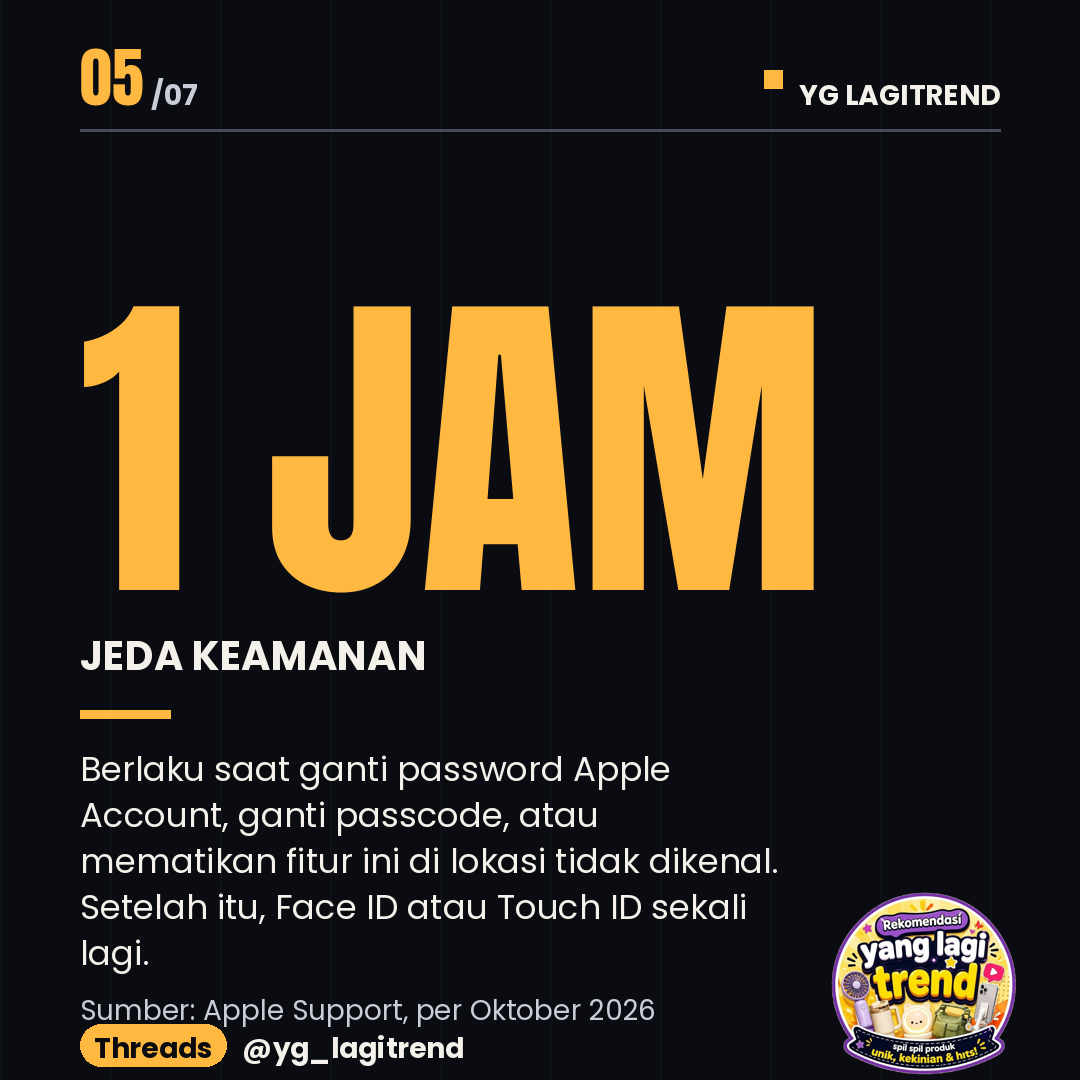 05 /07
YG LAGITREND
1 JAM
JEDA KEAMANAN
Berlaku saat ganti password Apple
Account, ganti passcode, atau
mematikan fitur ini di lokasi tidak dikenal.
Setelah itu, Face ID atau Touch ID sekali
lagi.
Sumber: Apple Support, per Oktober 2026
Threads @yg_lagitrend
Rekomendasi
yang lagi
trend
spil spil produk
unik, kekinian & hits!